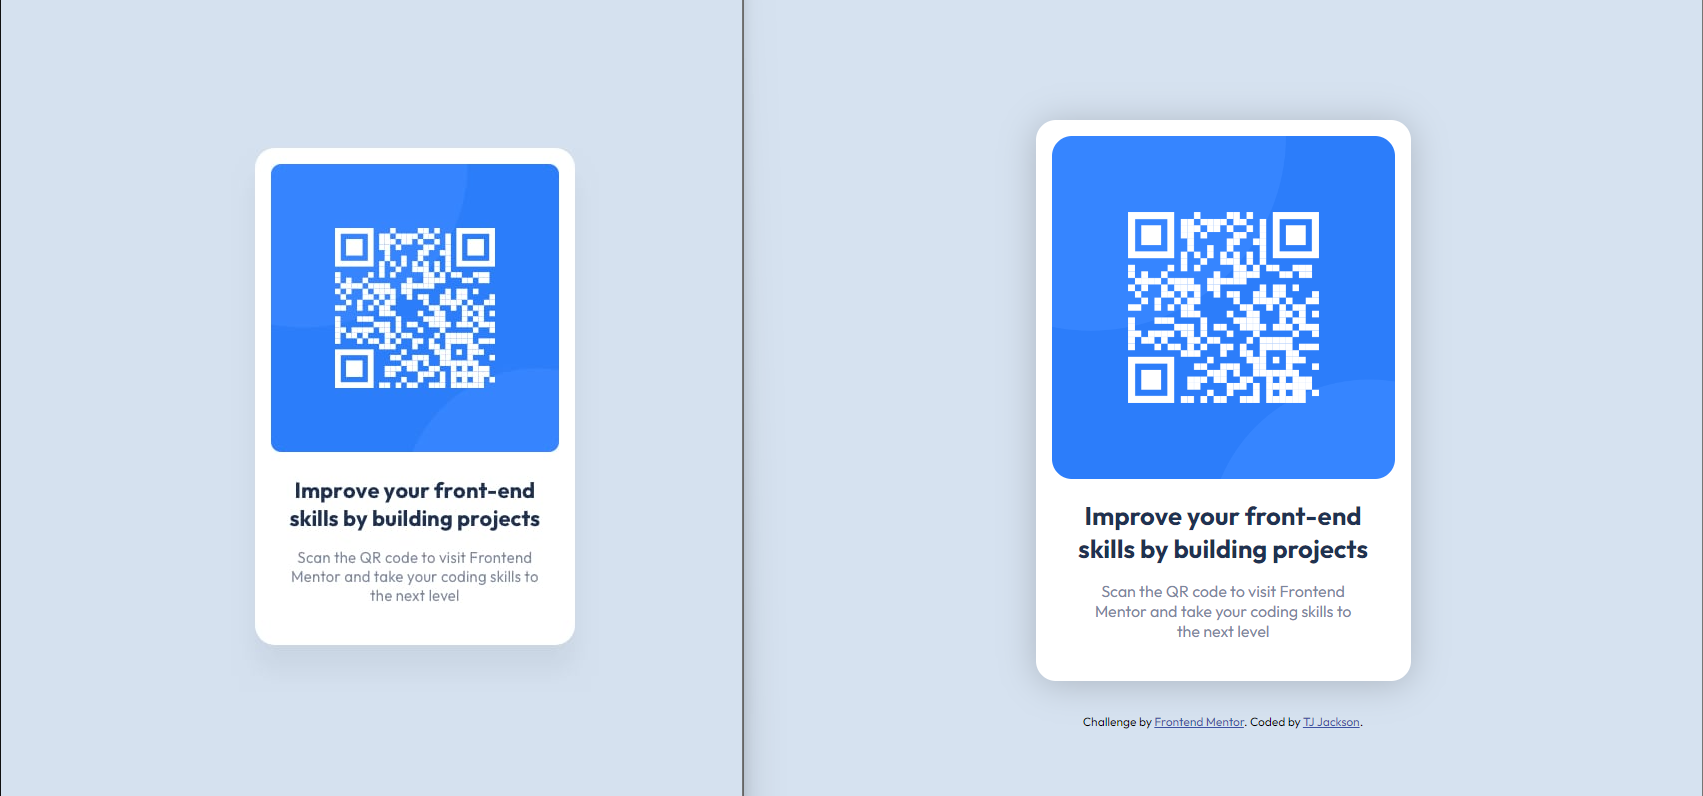 Improve your front-end
skills by building projects
Scan the QR code to visit Frontend
Mentor and take your coding skills to
the next level
Improve your front-end
skills by building projects
Scan the QR code to visit Frontend
Mentor and take your coding skills to
the next level
Challenge by Frontend Mentor. Coded by TJ Jackson.